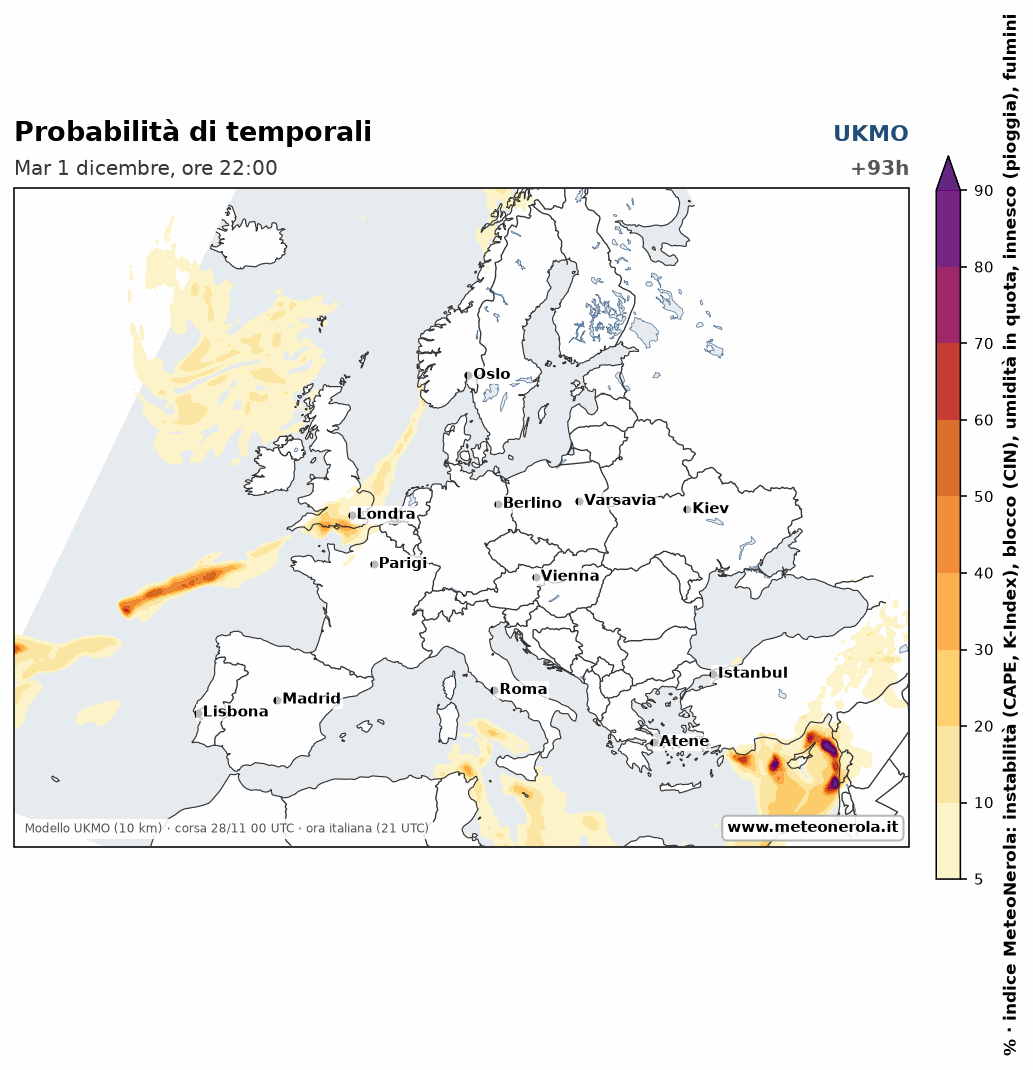 Probabilità di temporali
UKMO
Mar 1 dicembre, ore 22:00
+93h
Oslo
Londra
Berlino
Varsavia
Kiev
Parigi
Vienna
Istanbul
Roma
Madrid
Lisbona
Atene
Modello UKMO (10 km) · corsa 28/11 00 UTC · ora italiana (21 UTC)
www.meteonerola.it
90
80
70
60
50
40
30
20
10
5
% · indice MeteoNerola: instabilità (CAPE, K-Index), blocco (CIN), umidità in quota, innesco (pioggia), fulmini